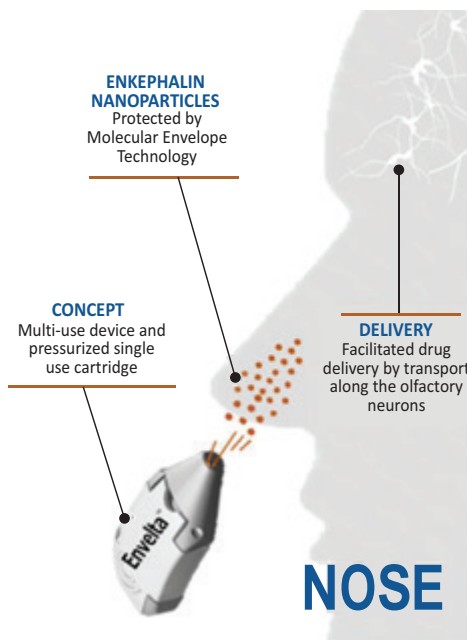 ENKEPHALIN
NANOPARTICLES
Protected by
Molecular Envelope
Technology
CONCEPT
Multi-use device and
pressurized single
use cartridge
DELIVERY
Facilitated drug
delivery by transport
along the olfactory
neurons
Envelta™
NOSE